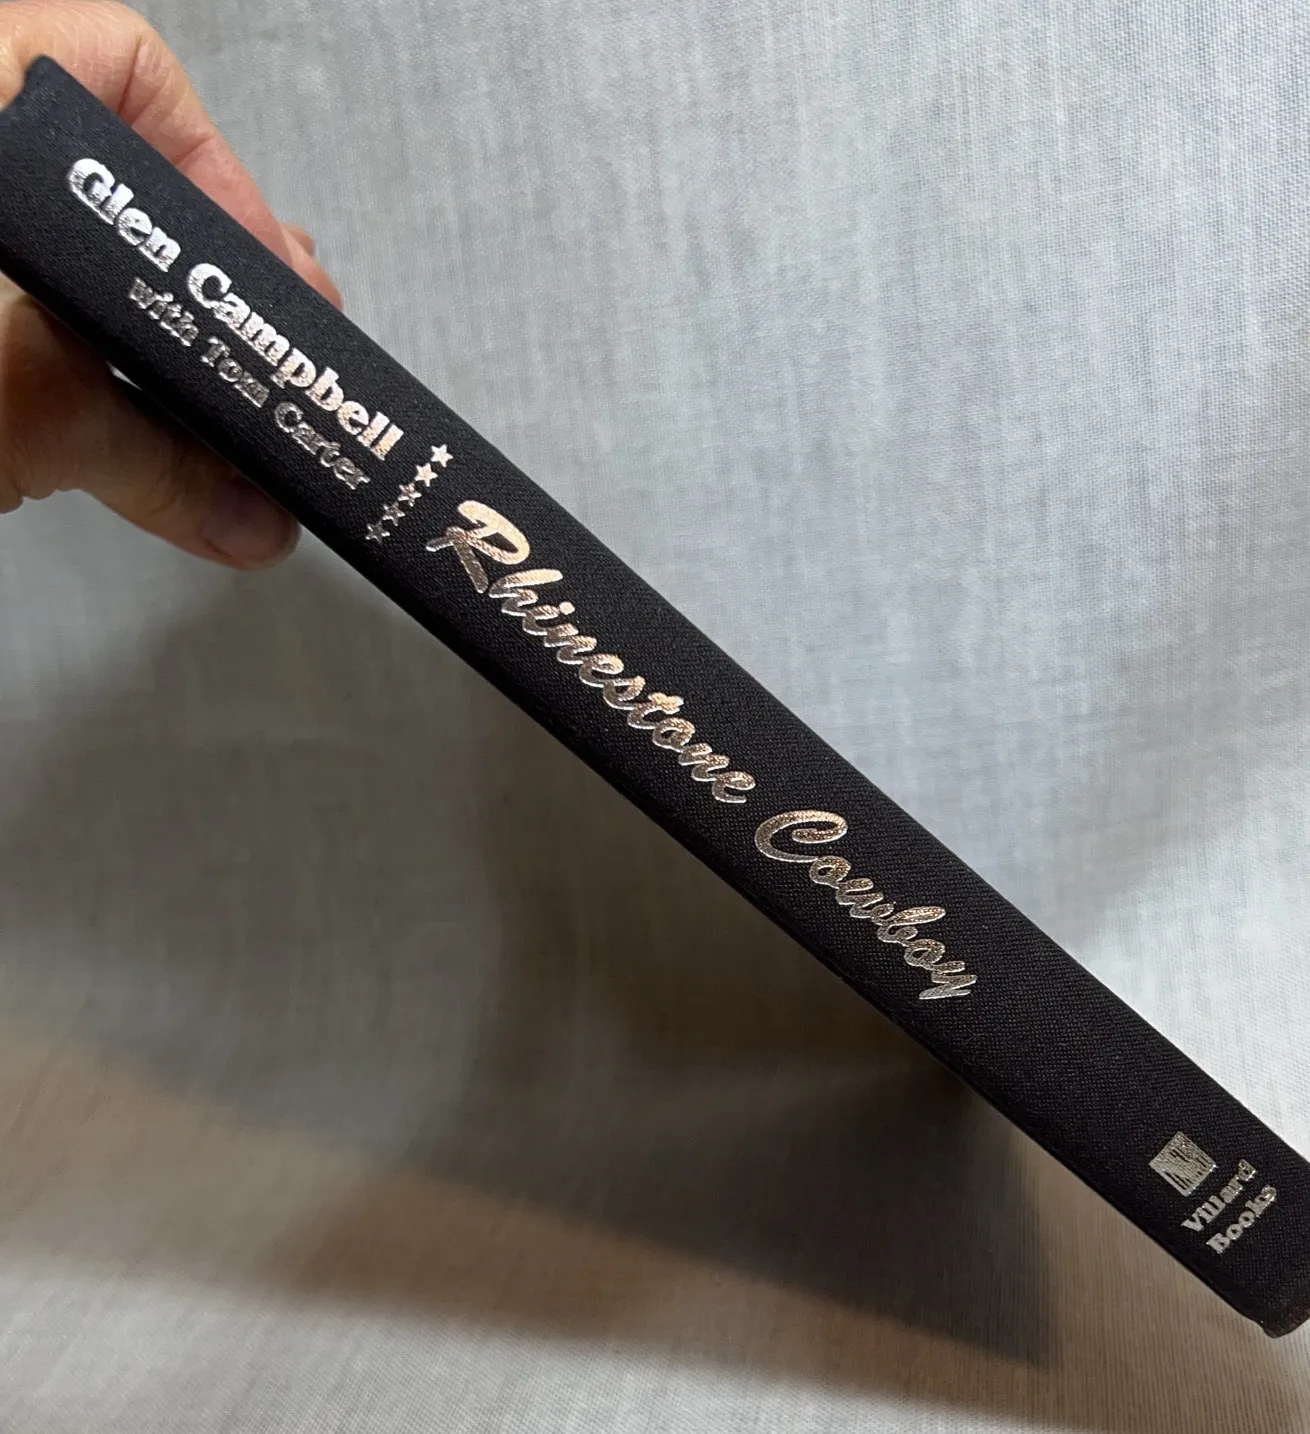 Glen Campbell
with Tom Carter
Rhinestone Cowboy
Villard
Books